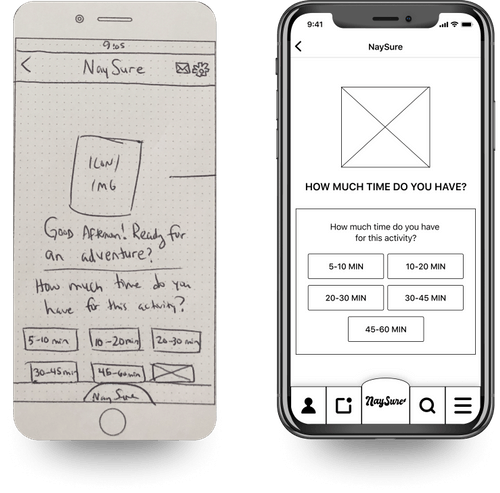 9:05
NaySure
ICON/
IMG
Good Afternoon! Ready for
an adventure?
How much time do you
have for this activity?
5-10 min
10-20min
20-30 min
30-45min
45-60min
NaySure
9:41
NaySure
HOW MUCH TIME DO YOU HAVE?
How much time do you have
for this activity?
5-10 MIN
10-20 MIN
20-30 MIN
30-45 MIN
45-60 MIN
NaySure